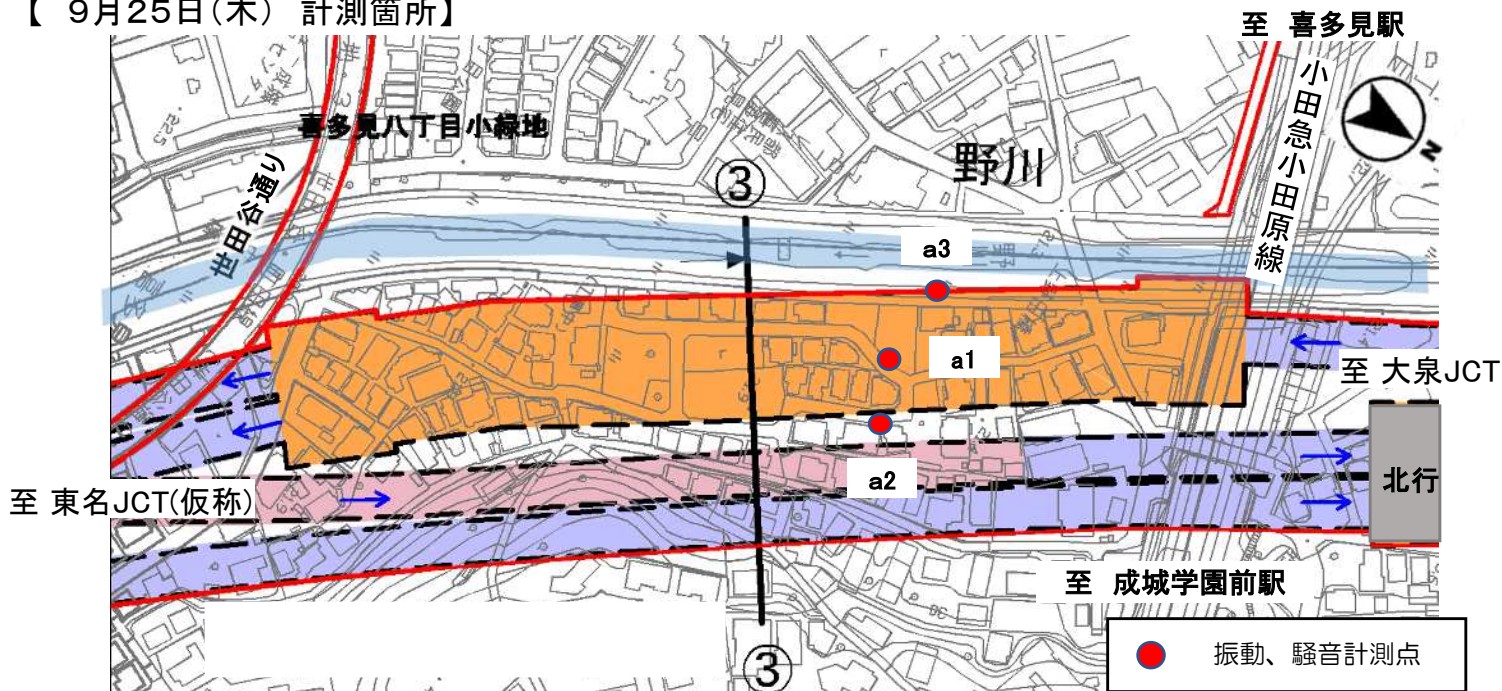 【 9月25日(木) 計測箇所】
至 喜多見駅
小田急小田原線
N
喜多見八丁目小緑地
世田谷通り
③
野川
a3
a1
至 大泉JCT
a2
北行
至 東名JCT(仮称)
至 成城学園前駅
③
振動、騒音計測点